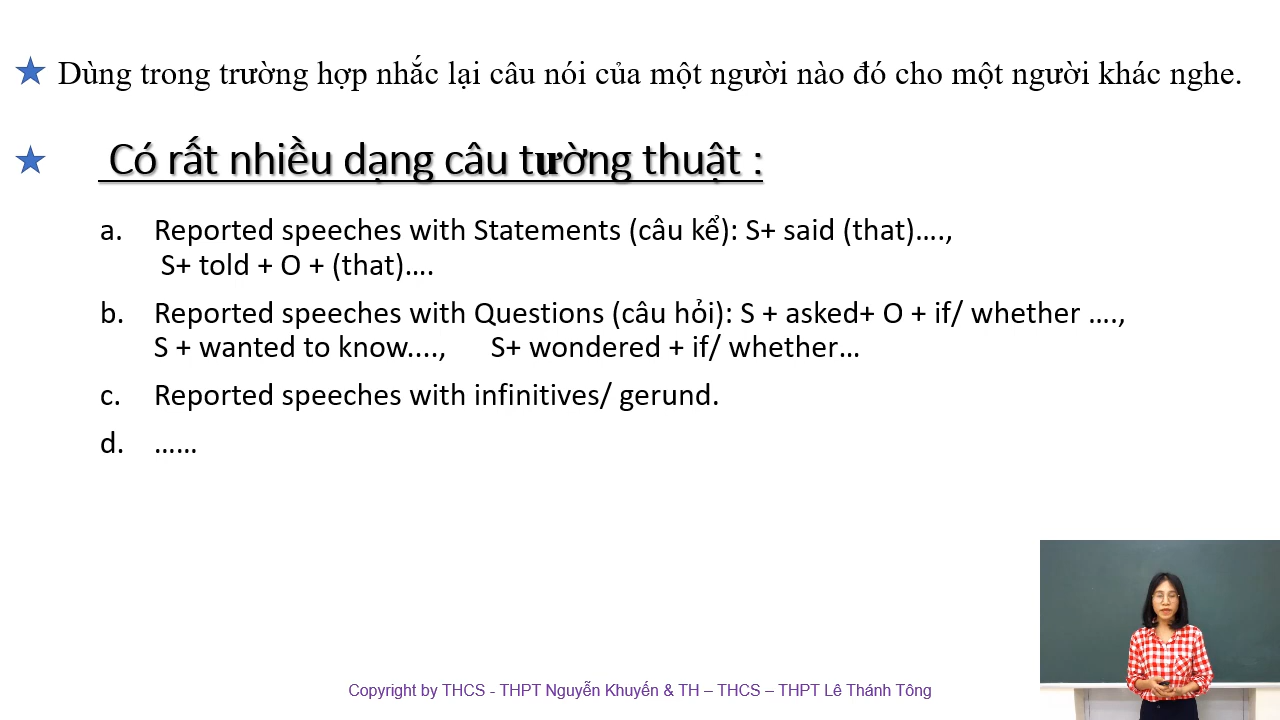 Dùng trong trường hợp nhắc lại câu nói của một người nào đó cho một người khác nghe.
Có rất nhiều dạng câu tường thuật :
a. Reported speeches with Statements (câu kể): S+ said (that)….,
S+ told + O + (that)….
b. Reported speeches with Questions (câu hỏi): S + asked+ O + if/ whether ….,
S + wanted to know...., S+ wondered + if/ whether…
c. Reported speeches with infinitives/ gerund.
d. ……
Copyright by THCS - THPT Nguyễn Khuyến & TH – THCS – THPT Lê Thánh Tông